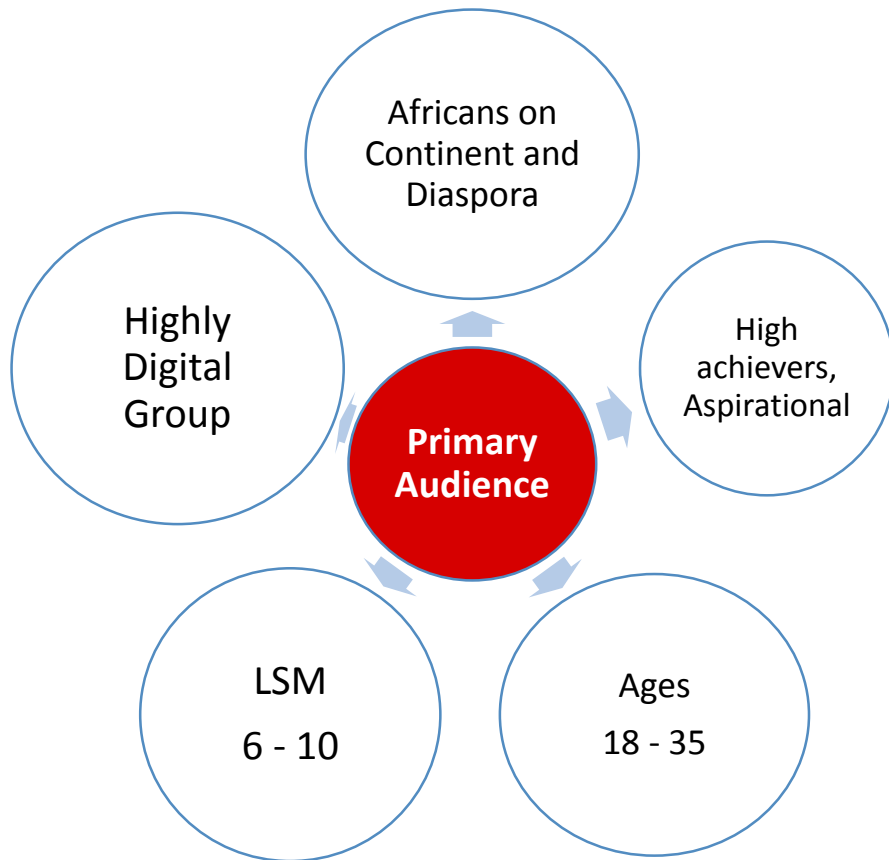 Africans on
Continent and
Diaspora
Highly
Digital
Group
High
achievers,
Aspirational
Primary
Audience
LSM
6 - 10
Ages
18 - 35